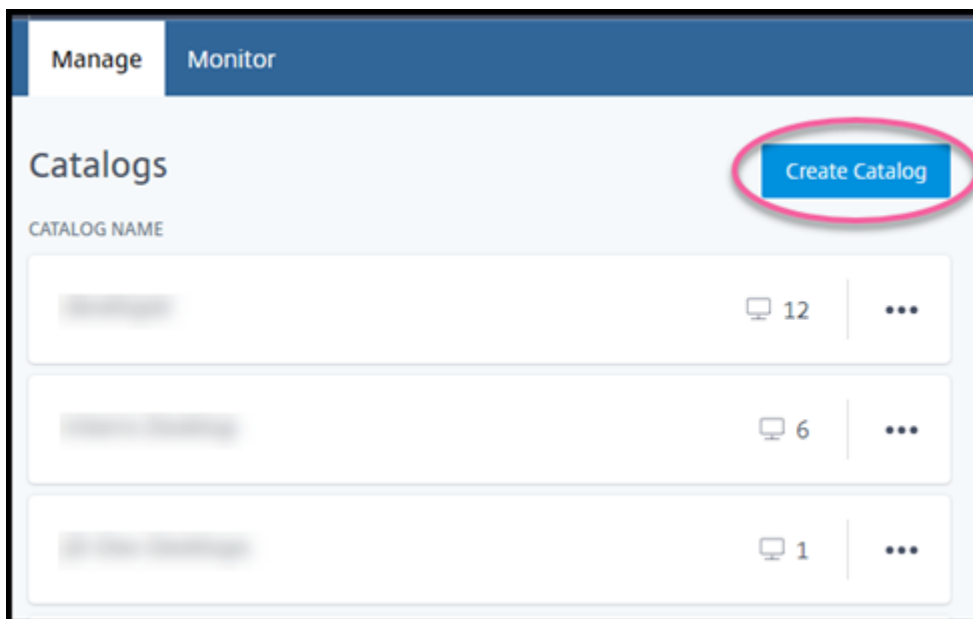 Manage Monitor
Catalogs
Create Catalog
CATALOG NAME
12
6
1